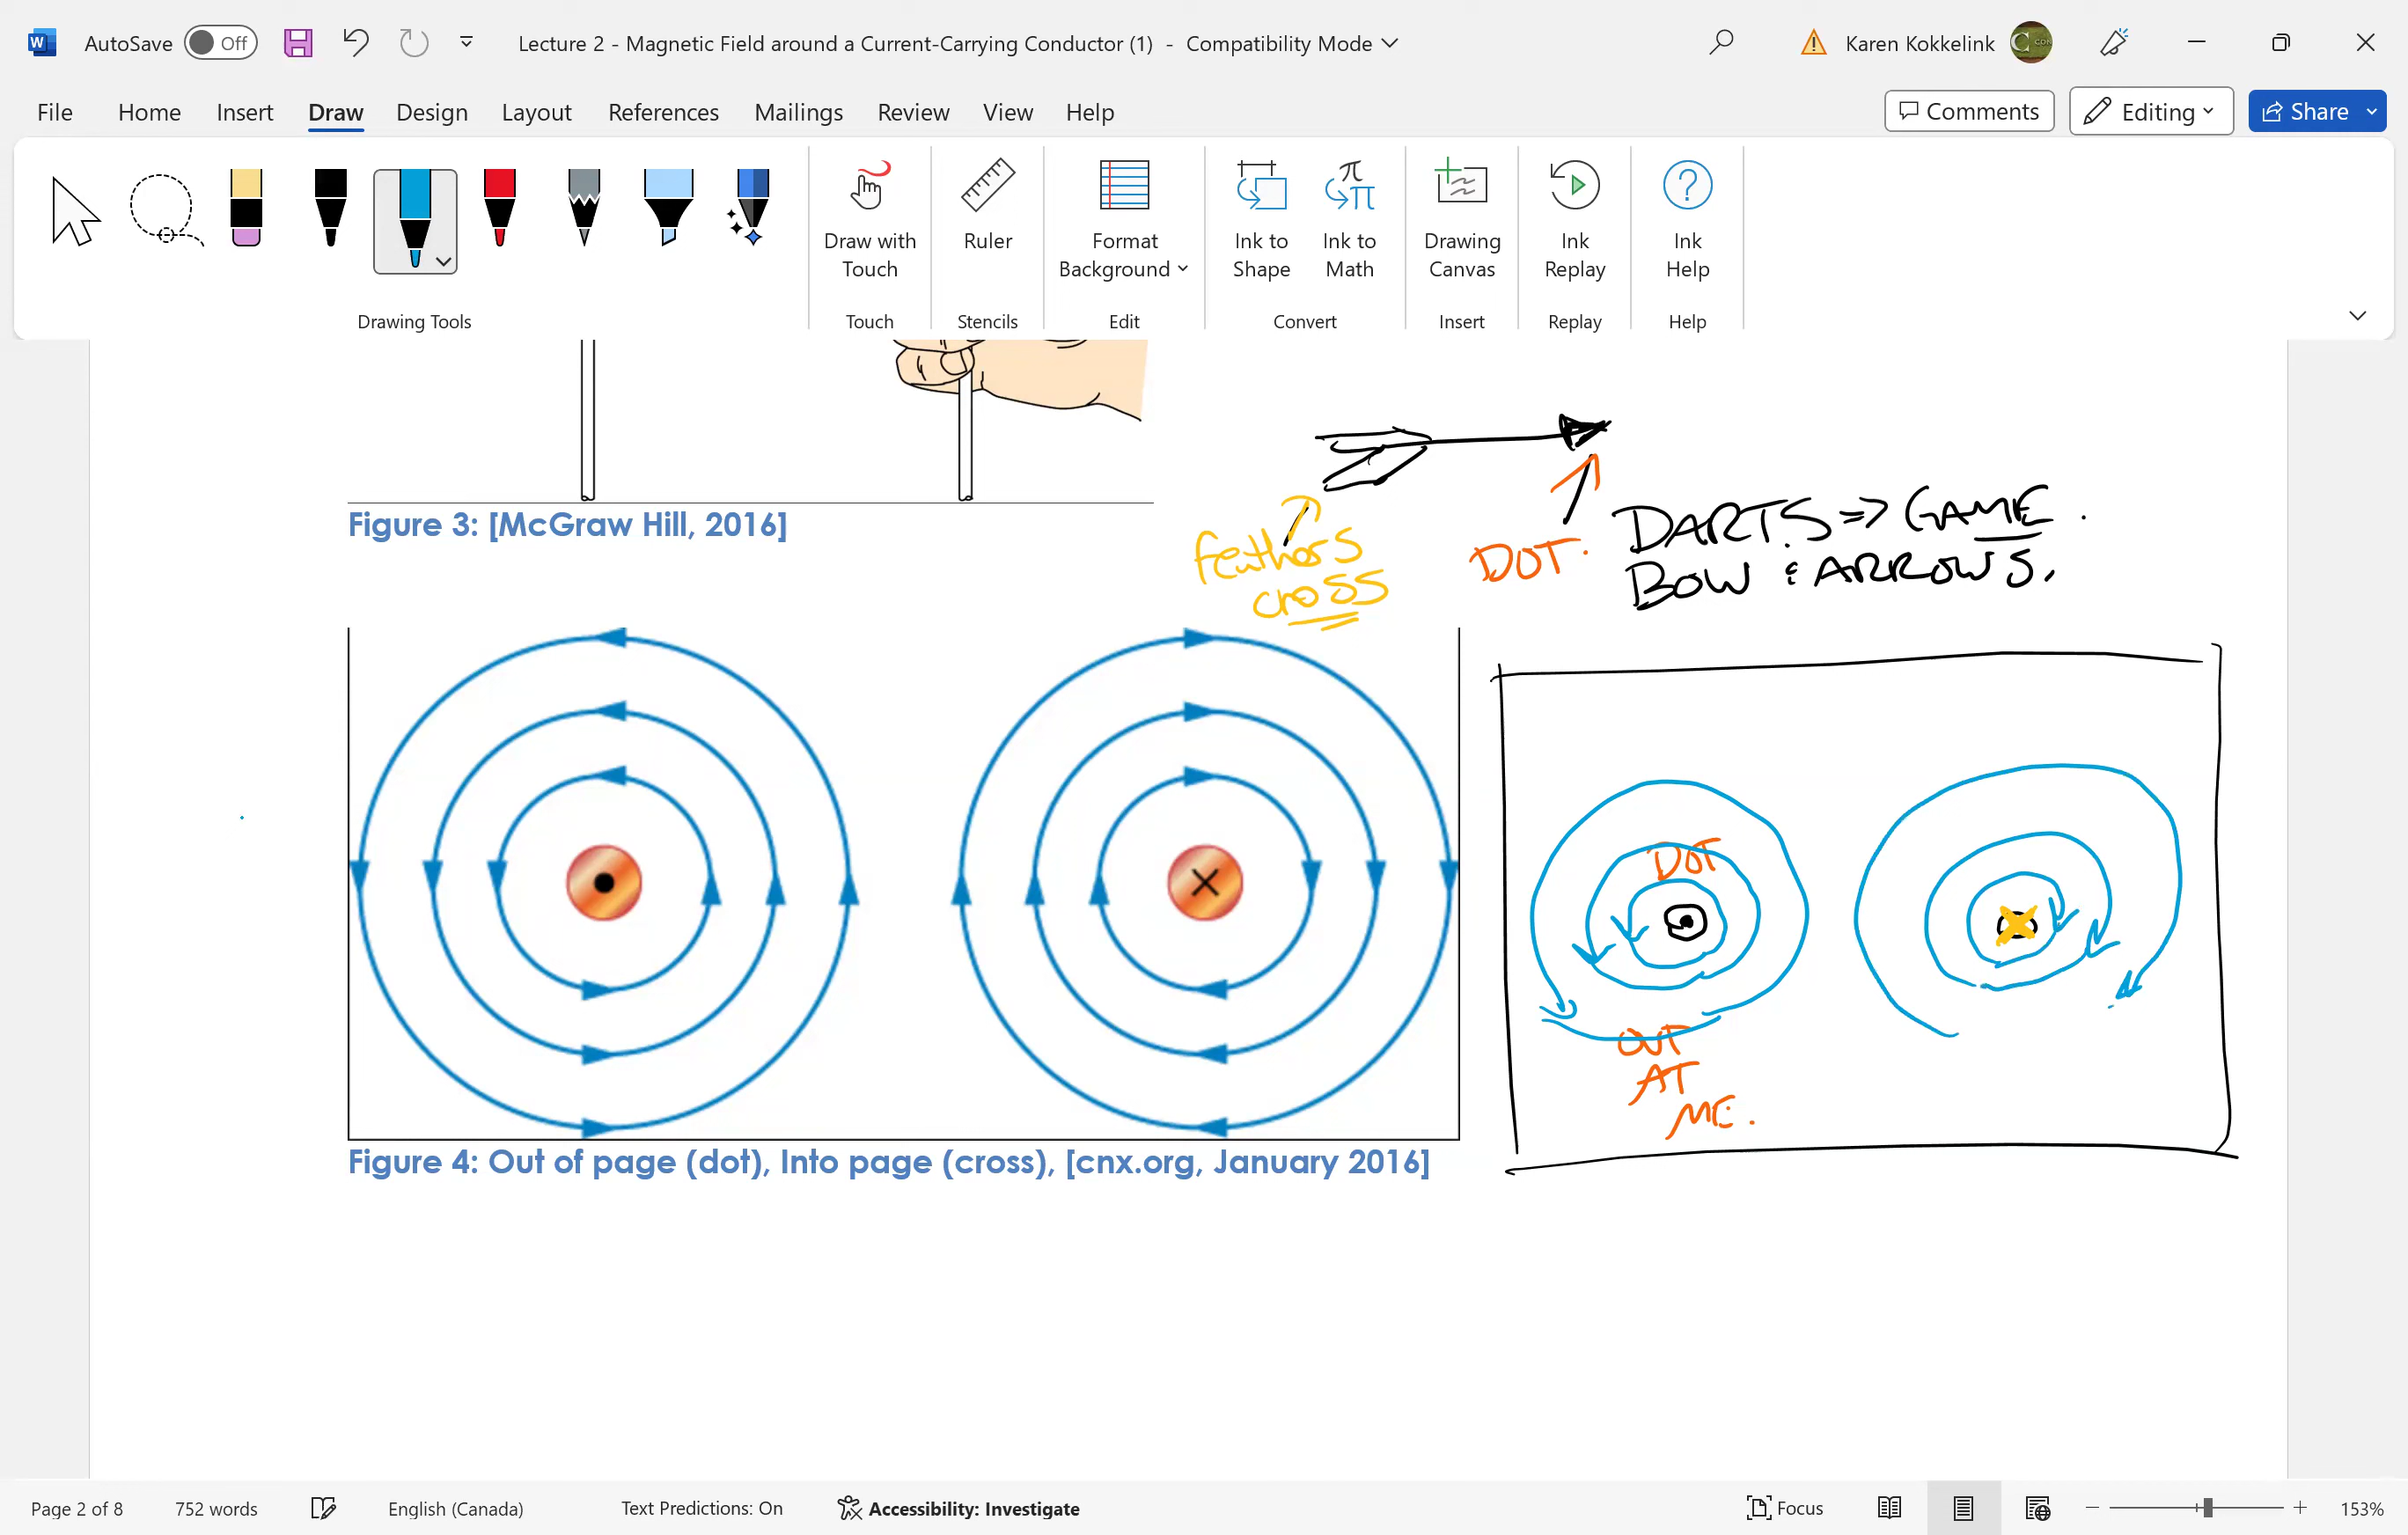 AutoSave Off Lecture 2 - Magnetic Field around a Current-Carrying Conductor (1) - Compatibility Mode Karen Kokkelink
File Home Insert Draw Design Layout References Mailings Review View Help Comments Editing Share
Draw with Touch
Ruler
Format Background
Ink to Shape
Ink to Math
Drawing Canvas
Ink Replay
Ink Help
Drawing Tools Touch Stencils Edit Convert Insert Replay Help
Figure 3: [McGraw Hill, 2016]
feathers
cross
DOT.
DARTS => GAME.
BOW & ARROWS.
DOT
OUT
AT
ME.
Figure 4: Out of page (dot), Into page (cross), [cnx.org, January 2016]
Page 2 of 8 752 words English (Canada) Text Predictions: On Accessibility: Investigate Focus 153%